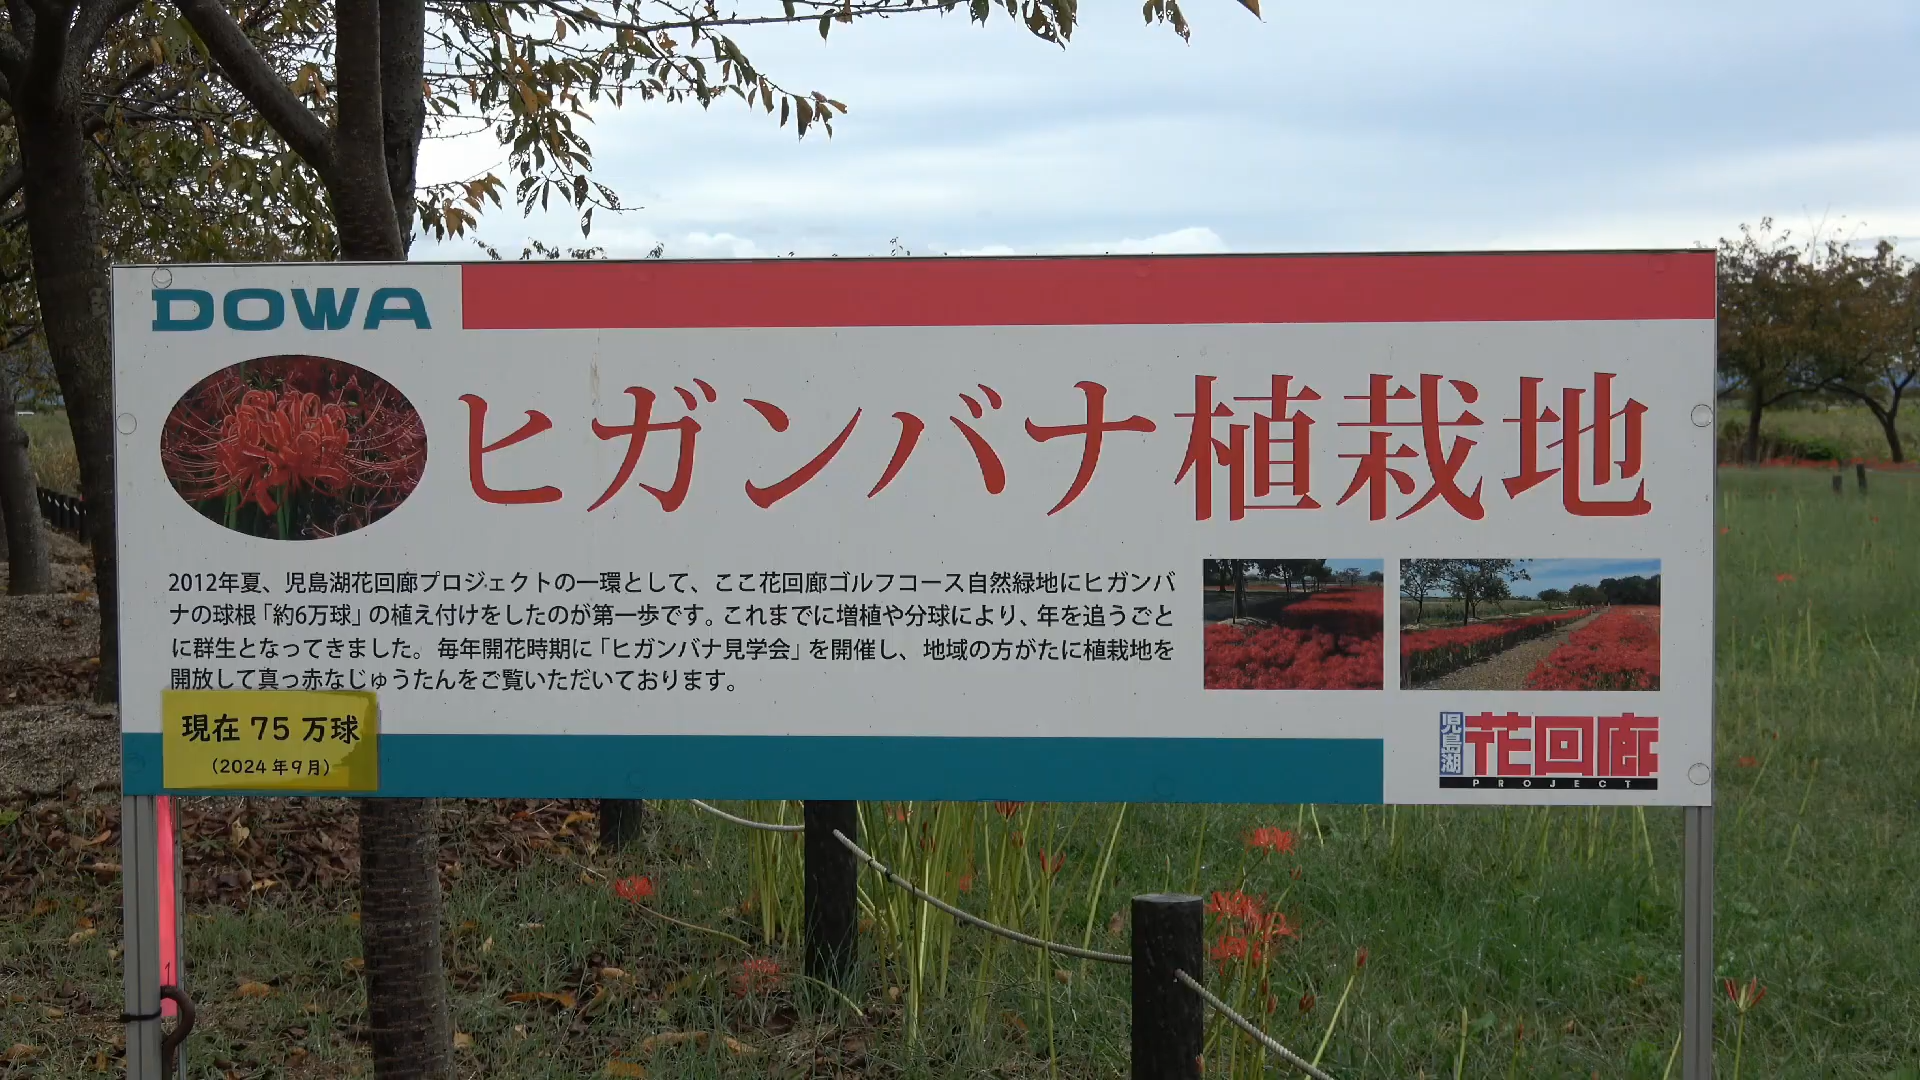 DOWA
ヒガンバナ植栽地
2012年夏、児島湖花回廊プロジェクトの一環として、ここ花回廊ゴルフコース自然緑地にヒガンバ
ナの球根「約6万球」の植え付けをしたのが第一歩です。これまでに増植や分球により、年を追うごと
に群生となってきました。毎年開花時期に「ヒガンバナ見学会」を開催し、地域の方がたに植栽地を
開放して真っ赤なじゅうたんをご覧いただいております。
現在 75 万球
(2024年9月)
児島湖
花回廊
PROJECT
1